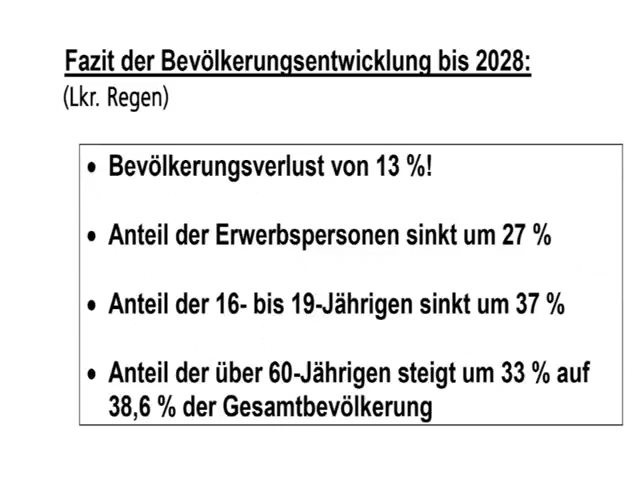 Fazit der Bevölkerungsentwicklung bis 2028:
(Lkr. Regen)
• Bevölkerungsverlust von 13 %!
• Anteil der Erwerbspersonen sinkt um 27 %
• Anteil der 16- bis 19-Jährigen sinkt um 37 %
• Anteil der über 60-Jährigen steigt um 33 % auf
38,6 % der Gesamtbevölkerung